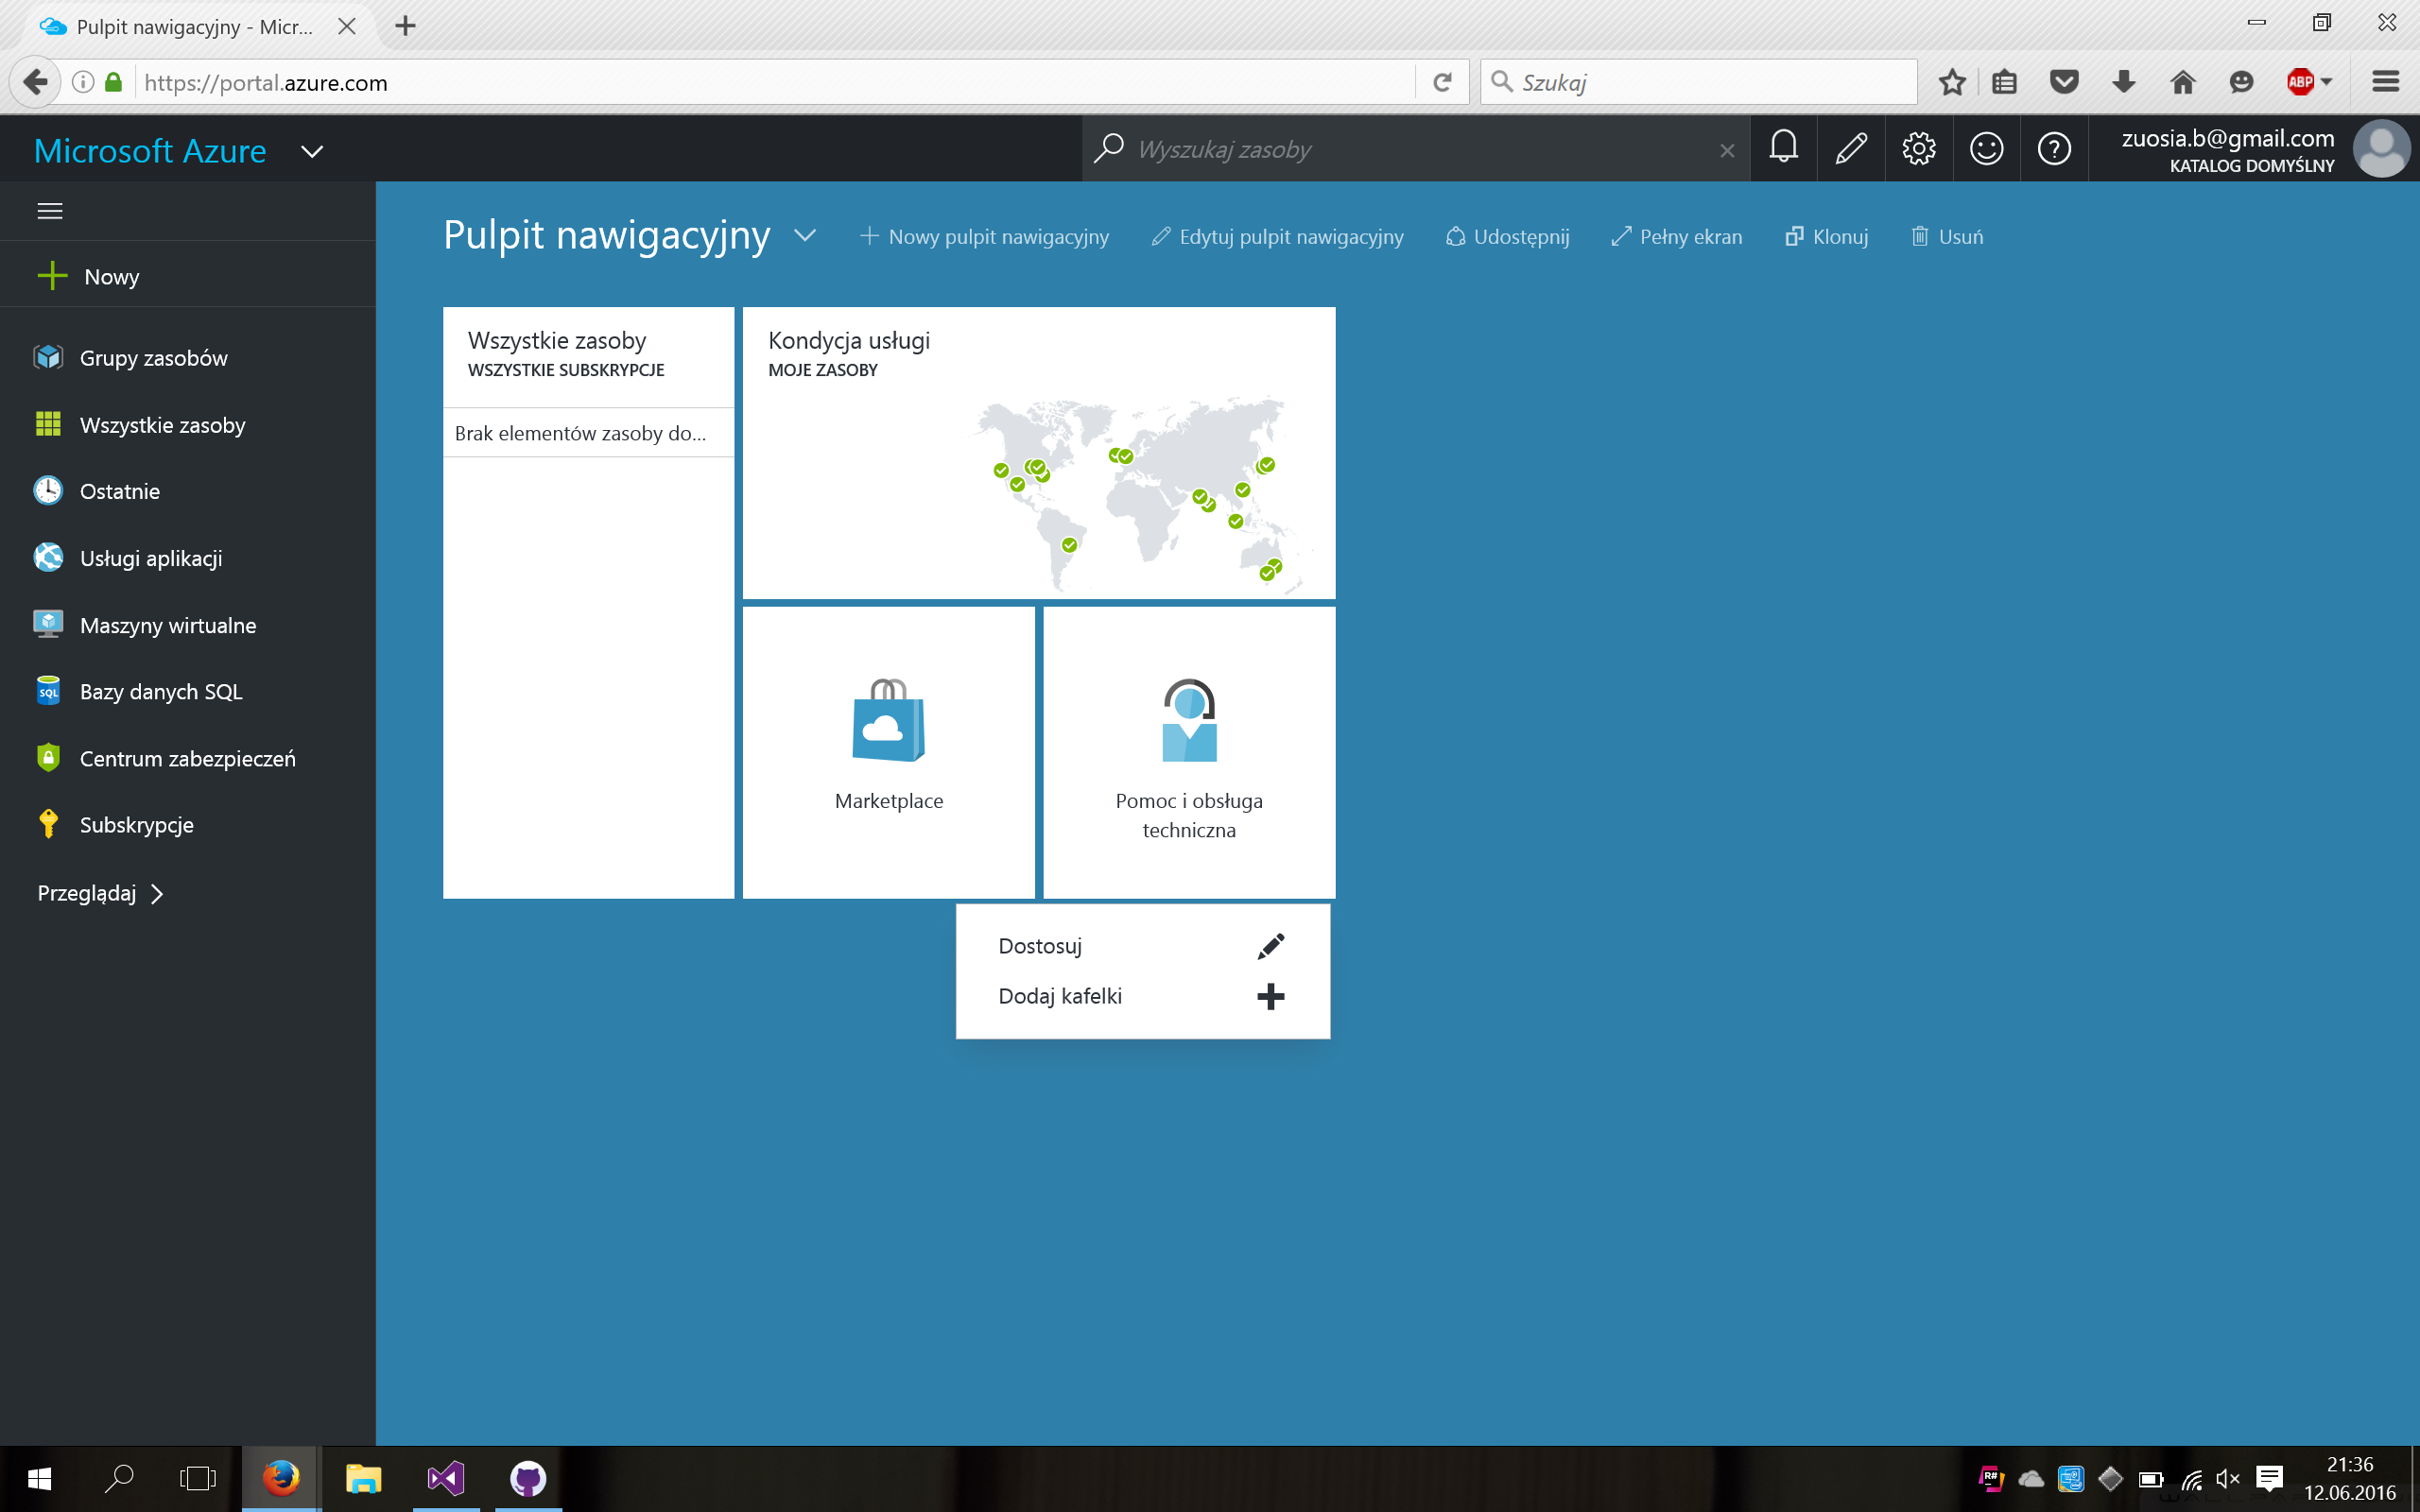 Pulpit nawigacyjny - Micr...
https://portal.azure.com
Szukaj
ABP
Microsoft Azure
Wyszukaj zasoby
zuosia.b@gmail.com
KATALOG DOMYŚLNY
Nowy
Grupy zasobów
Wszystkie zasoby
Ostatnie
Usługi aplikacji
Maszyny wirtualne
SQL
Bazy danych SQL
Centrum zabezpieczeń
Subskrypcje
Przeglądaj
Pulpit nawigacyjny
Nowy pulpit nawigacyjny
Edytuj pulpit nawigacyjny
Udostępnij
Pełny ekran
Klonuj
Usuń
Wszystkie zasoby
WSZYSTKIE SUBSKRYPCJE
Brak elementów zasoby do...
Kondycja usługi
MOJE ZASOBY
Marketplace
Pomoc i obsługa
techniczna
Dostosuj
Dodaj kafelki
R#
21:36
12.06.2016